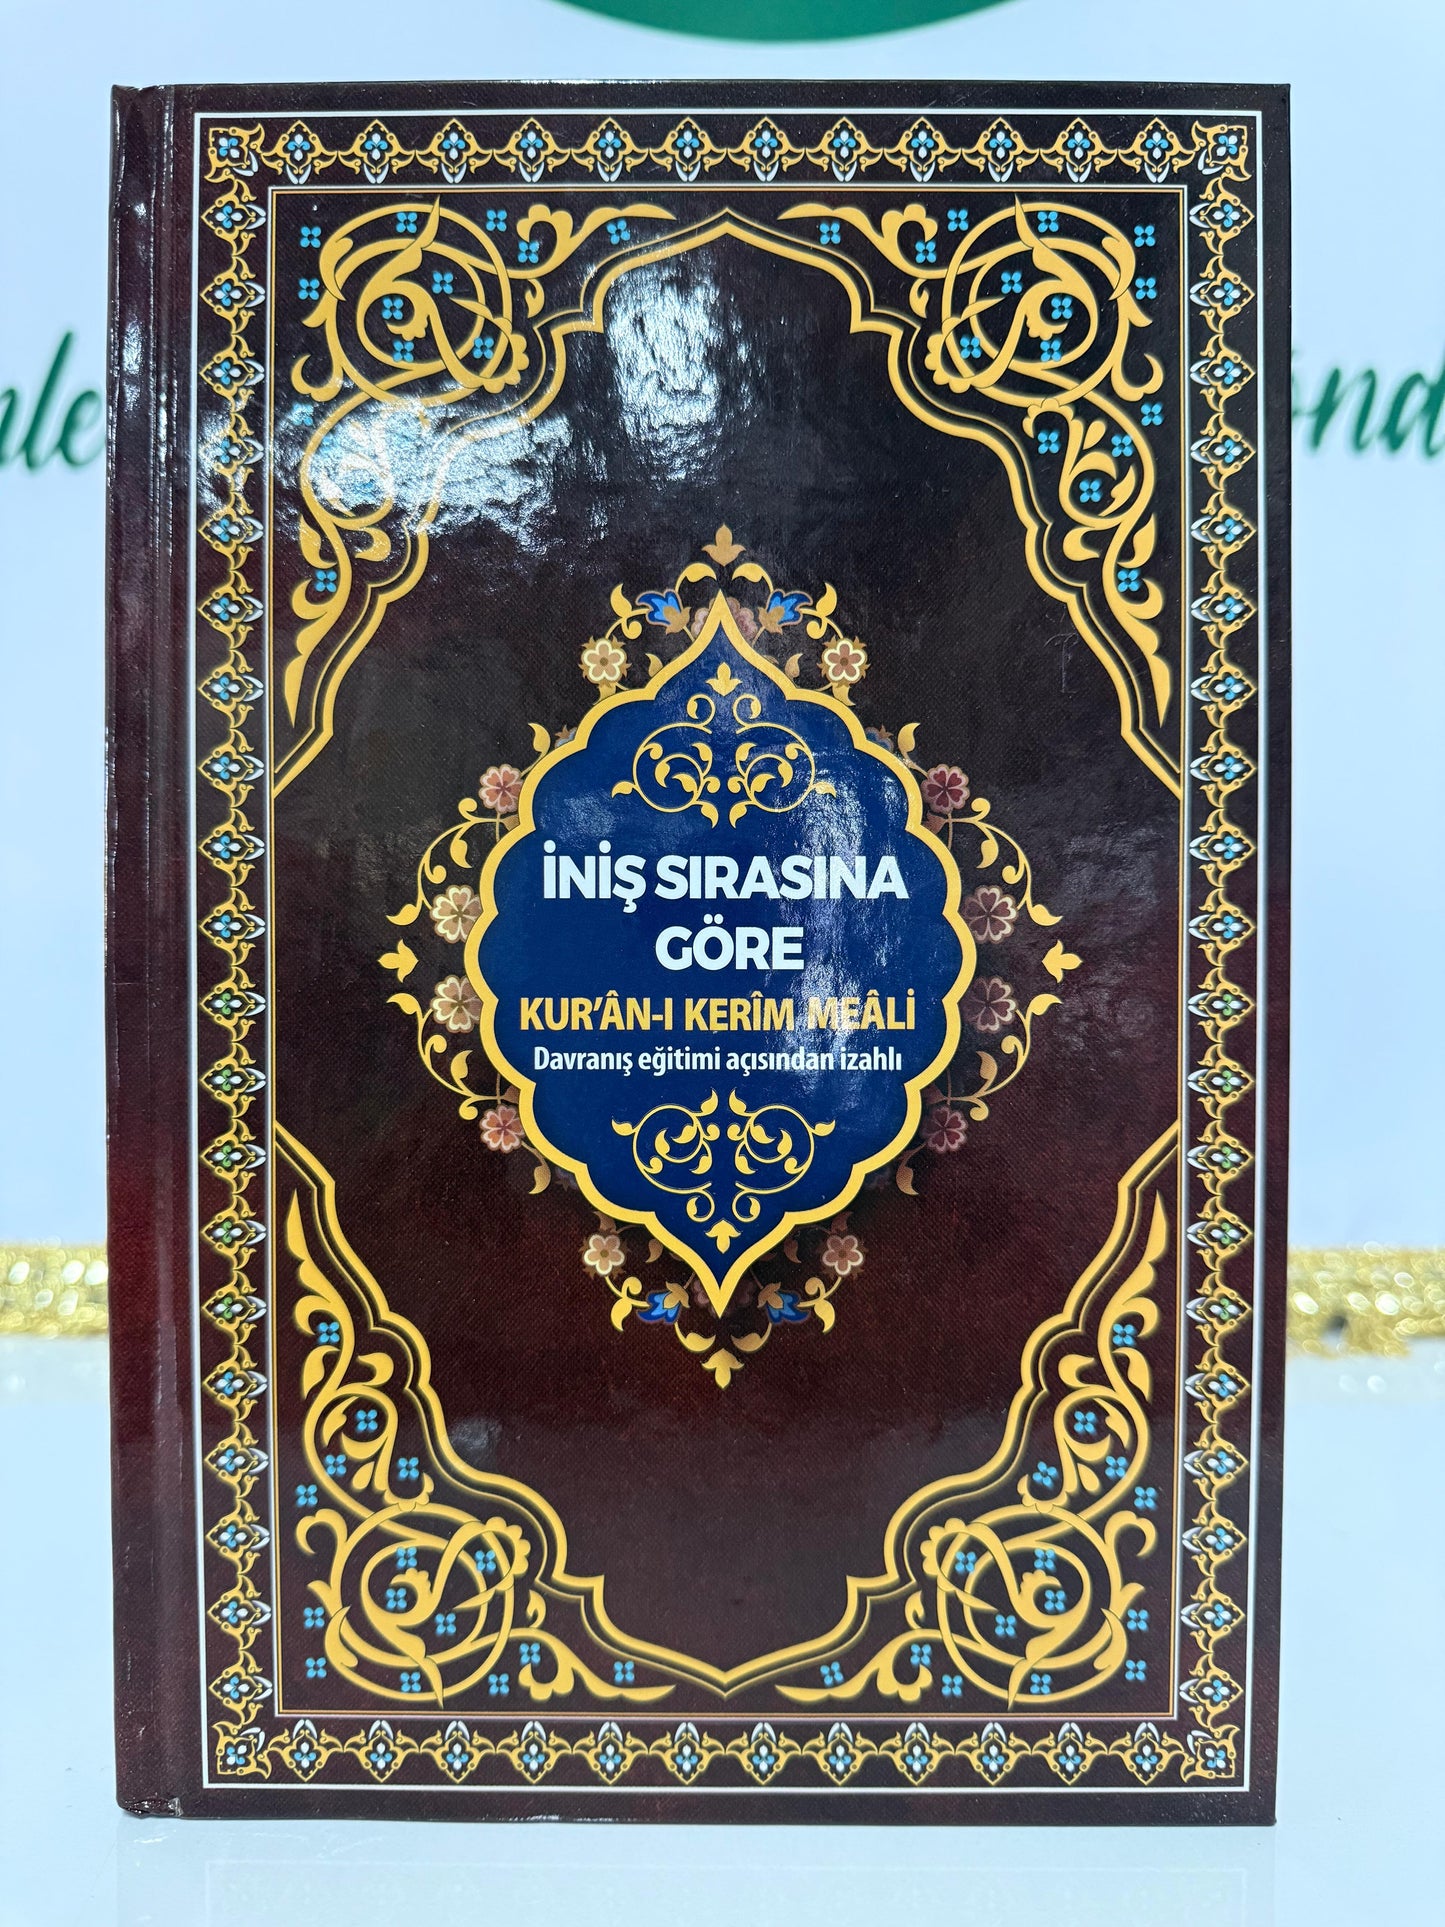 İNİŞ SIRASINA
GÖRE
KUR'ÂN-I KERÎM MEÂLİ
Davranış eğitimi açısından izahlı